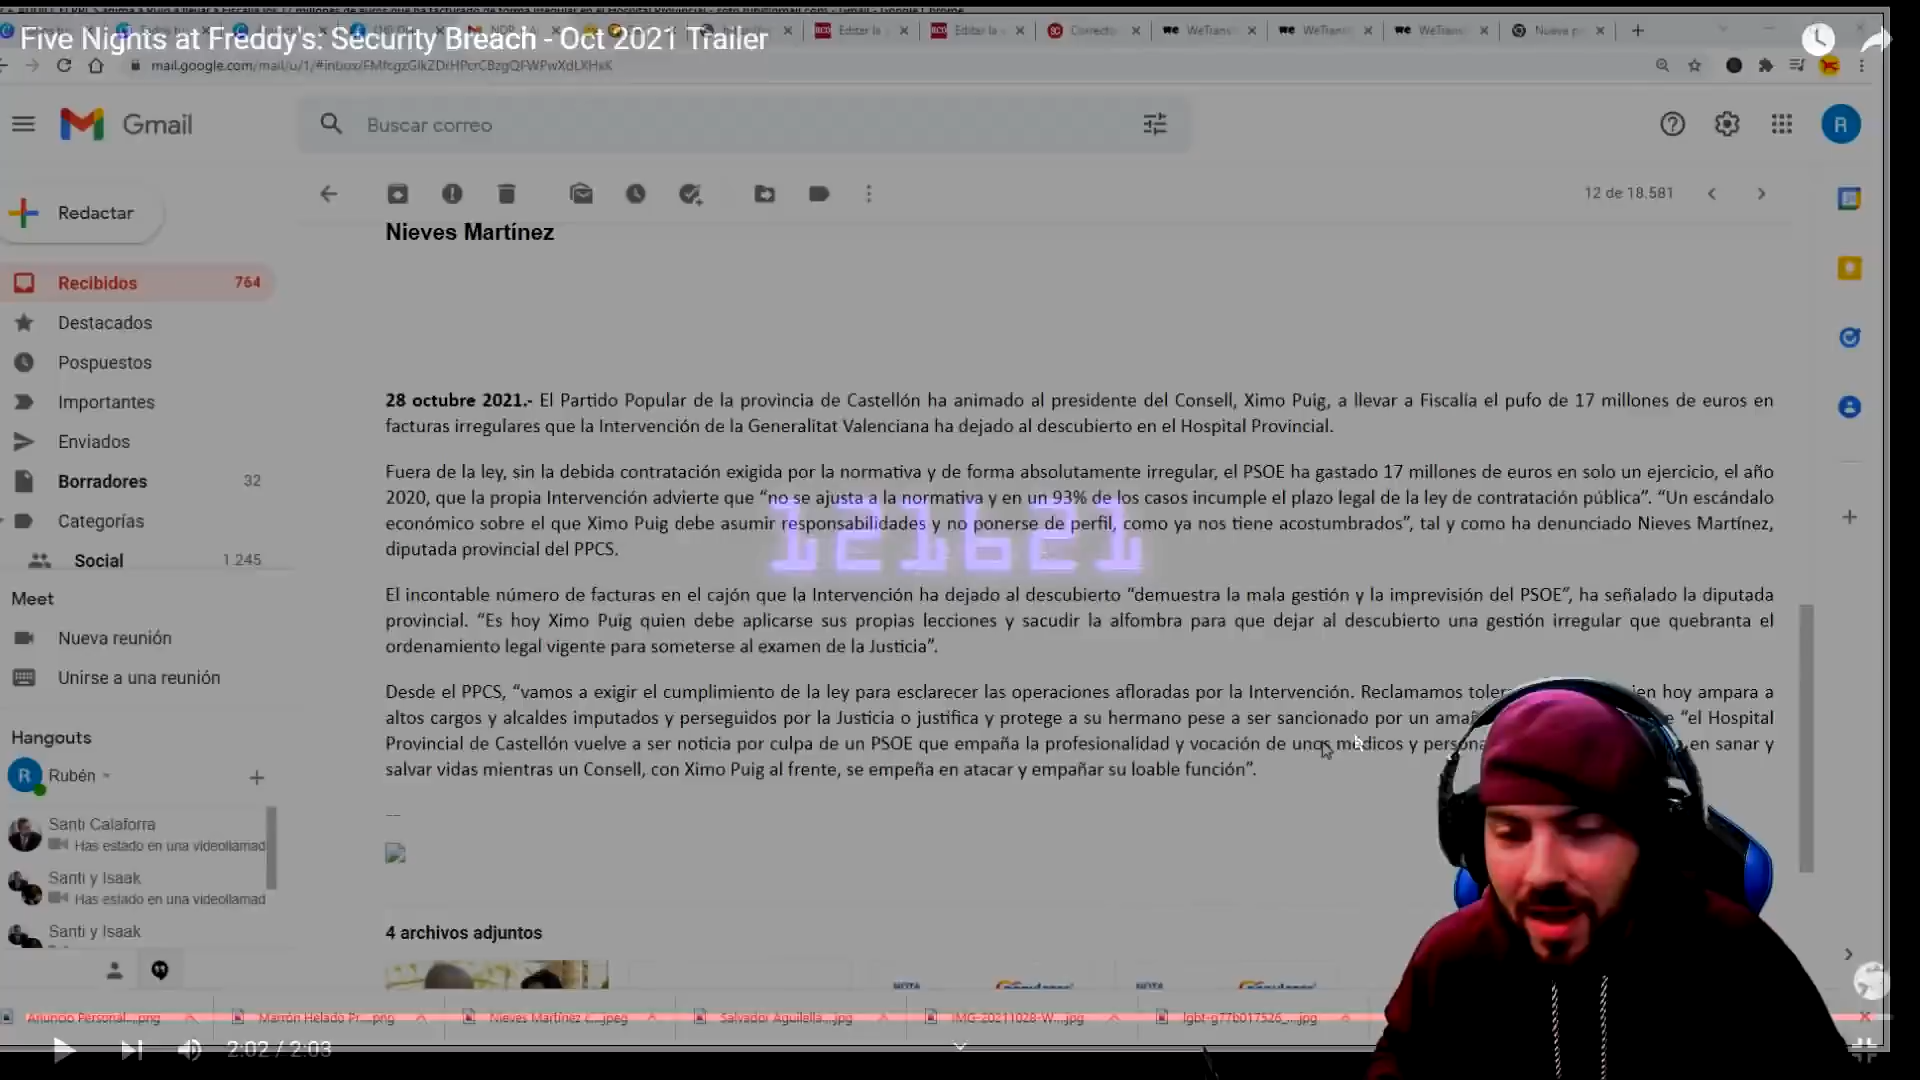 Five Nights at Freddy's: Security Breach - Oct 2021 Trailer
Editar la
Editar la
Correcto
WeTrans
WeTrans
WeTrans
Nueva p
Gmail
Buscar correo
R
Redactar
12 de 18.581
Nieves Martínez
Recibidos 764
Destacados
Pospuestos
Importantes
Enviados
Borradores 32
Categorías
Social 1.245
Meet
Nueva reunión
Unirse a una reunión
Hangouts
R Rubén
Santi Calaforra
Has estado en una videollamad
Santi y Isaak
Has estado en una videollamad
Santi y Isaak
28 octubre 2021.- El Partido Popular de la provincia de Castellón ha animado al presidente del Consell, Ximo Puig, a llevar a Fiscalía el pufo de 17 millones de euros en
facturas irregulares que la Intervención de la Generalitat Valenciana ha dejado al descubierto en el Hospital Provincial.
Fuera de la ley, sin la debida contratación exigida por la normativa y de forma absolutamente irregular, el PSOE ha gastado 17 millones de euros en solo un ejercicio, el año
2020, que la propia Intervención advierte que “no se ajusta a la normativa y en un 93% de los casos incumple el plazo legal de la ley de contratación pública”. “Un escándalo
económico sobre el que Ximo Puig debe asumir responsabilidades y no ponerse de perfil, como ya nos tiene acostumbrados”, tal y como ha denunciado Nieves Martínez,
diputada provincial del PPCS.
121621
El incontable número de facturas en el cajón que la Intervención ha dejado al descubierto “demuestra la mala gestión y la imprevisión del PSOE”, ha señalado la diputada
provincial. “Es hoy Ximo Puig quien debe aplicarse sus propias lecciones y sacudir la alfombra para que dejar al descubierto una gestión irregular que quebranta el
ordenamiento legal vigente para someterse al examen de la Justicia”.
Desde el PPCS, “vamos a exigir el cumplimiento de la ley para esclarecer las operaciones afloradas por la Intervención. Reclamamos hoy ampara a
altos cargos y alcaldes imputados y perseguidos por la Justicia o justifica y protege a su hermano pese a ser sancionado por un “el Hospital
Provincial de Castellón vuelve a ser noticia por culpa de un PSOE que empaña la profesionalidad y vocación de unos médicos y en sanar y
salvar vidas mientras un Consell, con Ximo Puig al frente, se empeña en atacar y empañar su loable función”.
--
4 archivos adjuntos
NOTA
NOTA
Anuncio Personal....png
Marrón Helado Pr....png
Nieves Martínez c....jpeg
Salvador Aguilella....jpg
IMG-20211028-W....jpg
lgbt-g77b017526_....jpg
2:02 / 2:03